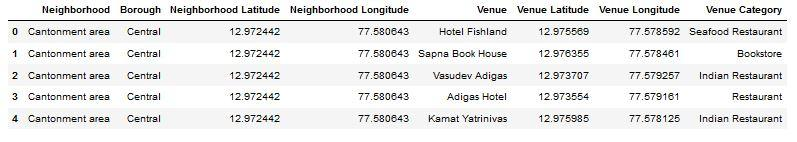 Neighborhood Borough Neighborhood Latitude Neighborhood Longitude Venue Venue Latitude Venue Longitude Venue Category
0 Cantonment area Central 12.972442 77.580643 Hotel Fishland 12.975569 77.578592 Seafood Restaurant
1 Cantonment area Central 12.972442 77.580643 Sapna Book House 12.976355 77.578461 Bookstore
2 Cantonment area Central 12.972442 77.580643 Vasudev Adigas 12.973707 77.579257 Indian Restaurant
3 Cantonment area Central 12.972442 77.580643 Adigas Hotel 12.973554 77.579161 Restaurant
4 Cantonment area Central 12.972442 77.580643 Kamat Yatrinivas 12.975985 77.578125 Indian Restaurant